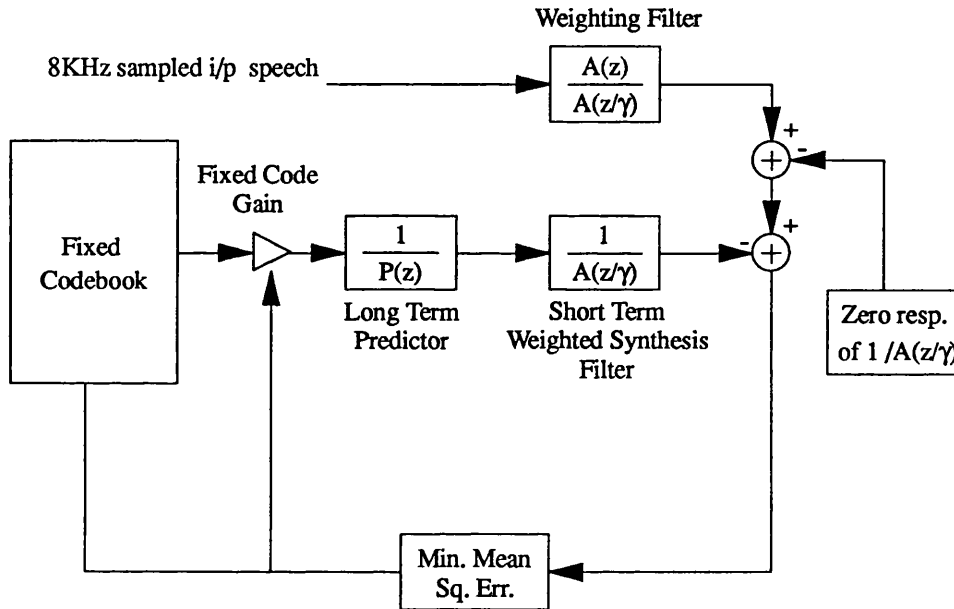 Weighting Filter
8KHz sampled i/p speech
A(z)
A(z/γ)
+
-
+
Fixed Code
Gain
Fixed
Codebook
1
P(z)
1
A(z/γ)
-
+
+
Long Term
Predictor
Short Term
Weighted Synthesis
Filter
Zero resp.
of 1 /A(z/γ)
Min. Mean
Sq. Err.